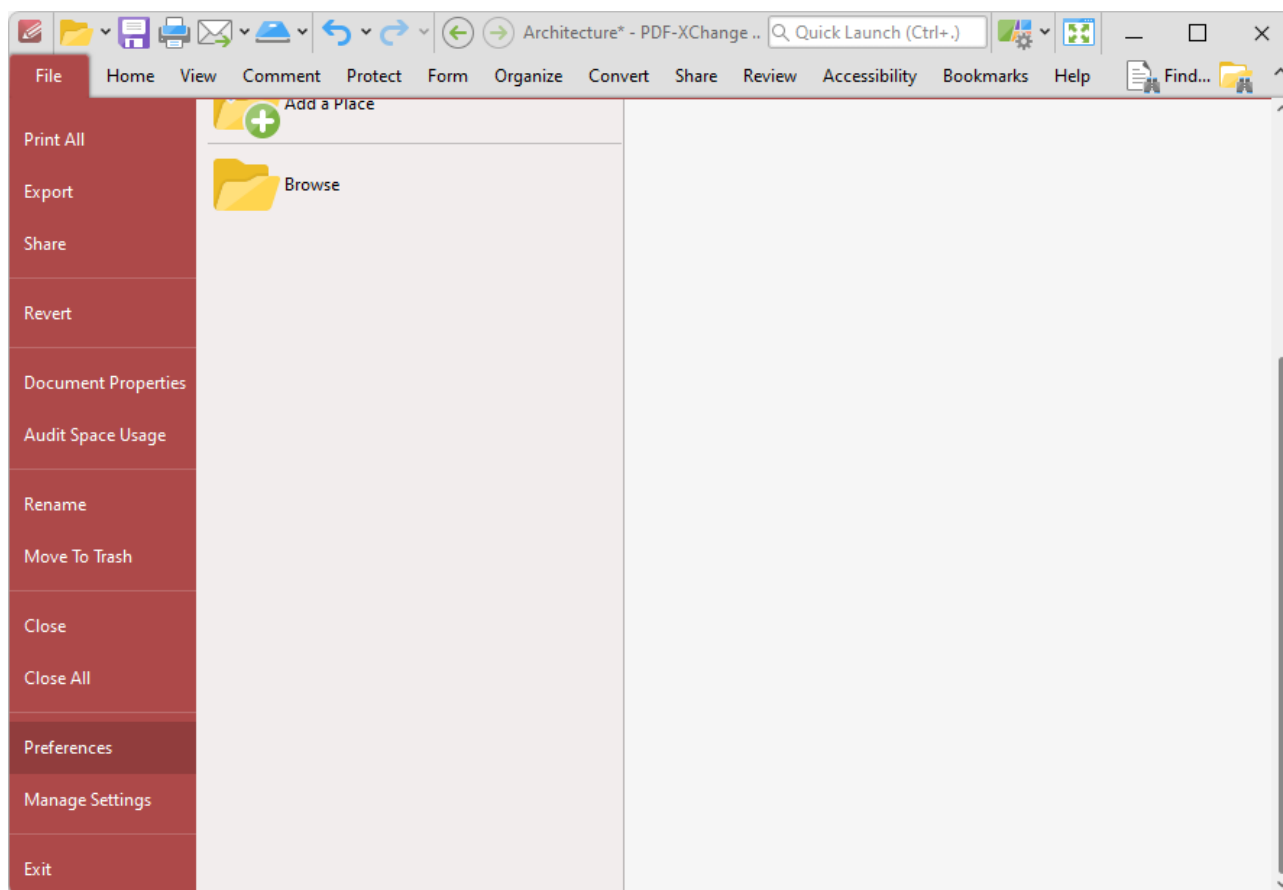 Architecture* - PDF-XChange ..
Quick Launch (Ctrl+.)
File Home View Comment Protect Form Organize Convert Share Review Accessibility Bookmarks Help Find...
Add a Place
Browse
Print All
Export
Share
Revert
Document Properties
Audit Space Usage
Rename
Move To Trash
Close
Close All
Preferences
Manage Settings
Exit